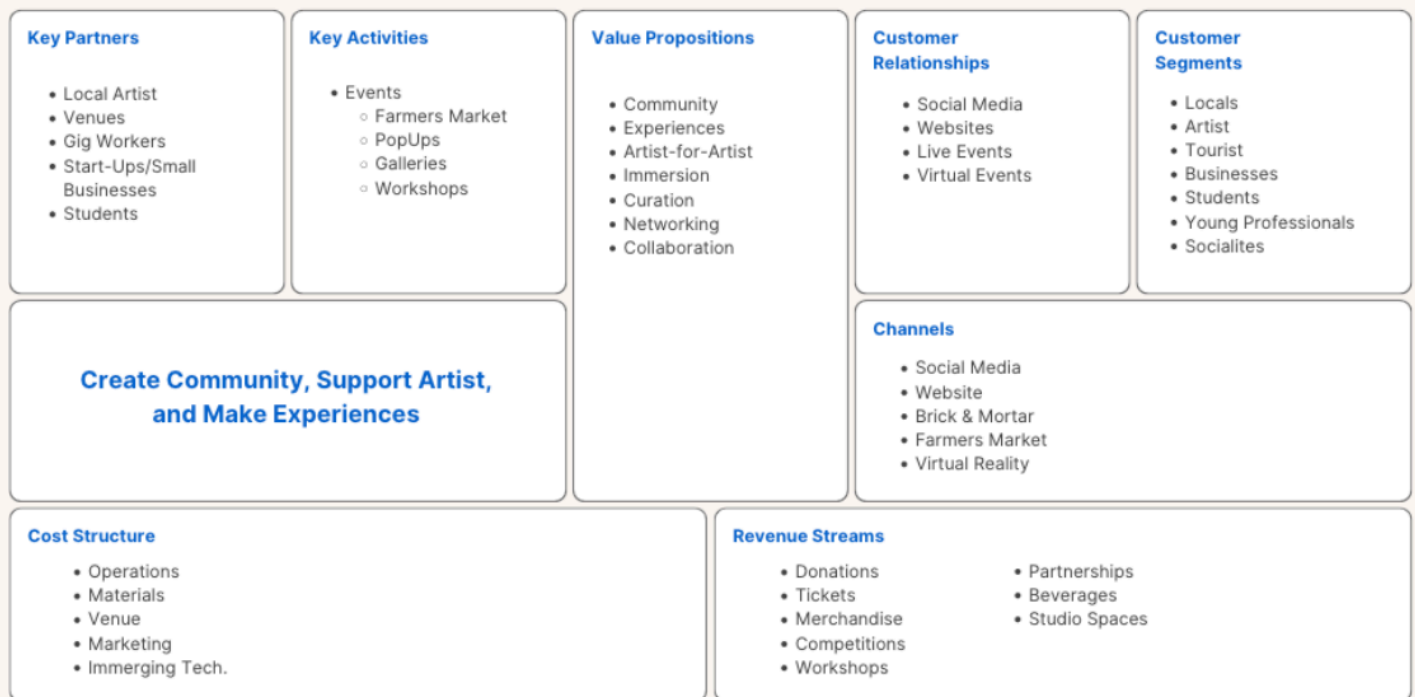 Key Partners
Local Artist
Venues
Gig Workers
Start-Ups/Small
Businesses
Students
Key Activities
Events
Farmers Market
PopUps
Galleries
Workshops
Value Propositions
Community
Experiences
Artist-for-Artist
Immersion
Curation
Networking
Collaboration
Customer
Relationships
Social Media
Websites
Live Events
Virtual Events
Customer
Segments
Locals
Artist
Tourist
Businesses
Students
Young Professionals
Socialites
Create Community, Support Artist,
and Make Experiences
Channels
Social Media
Website
Brick & Mortar
Farmers Market
Virtual Reality
Cost Structure
Operations
Materials
Venue
Marketing
Immerging Tech.
Revenue Streams
Donations
Tickets
Merchandise
Competitions
Workshops
Partnerships
Beverages
Studio Spaces